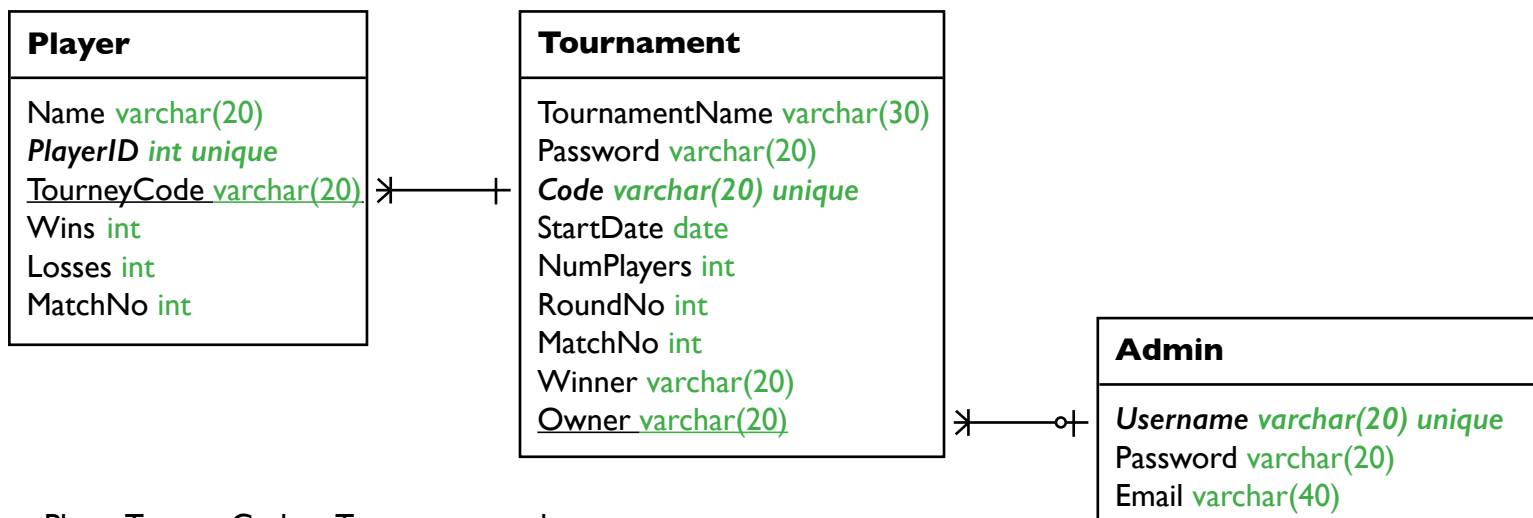 Player
Name varchar(20)
PlayerID int unique
TourneyCode varchar(20)
Wins int
Losses int
MatchNo int
Tournament
TournamentName varchar(30)
Password varchar(20)
Code varchar(20) unique
StartDate date
NumPlayers int
RoundNo int
MatchNo int
Winner varchar(20)
Owner varchar(20)
Admin
Username varchar(20) unique
Password varchar(20)
Email varchar(40)